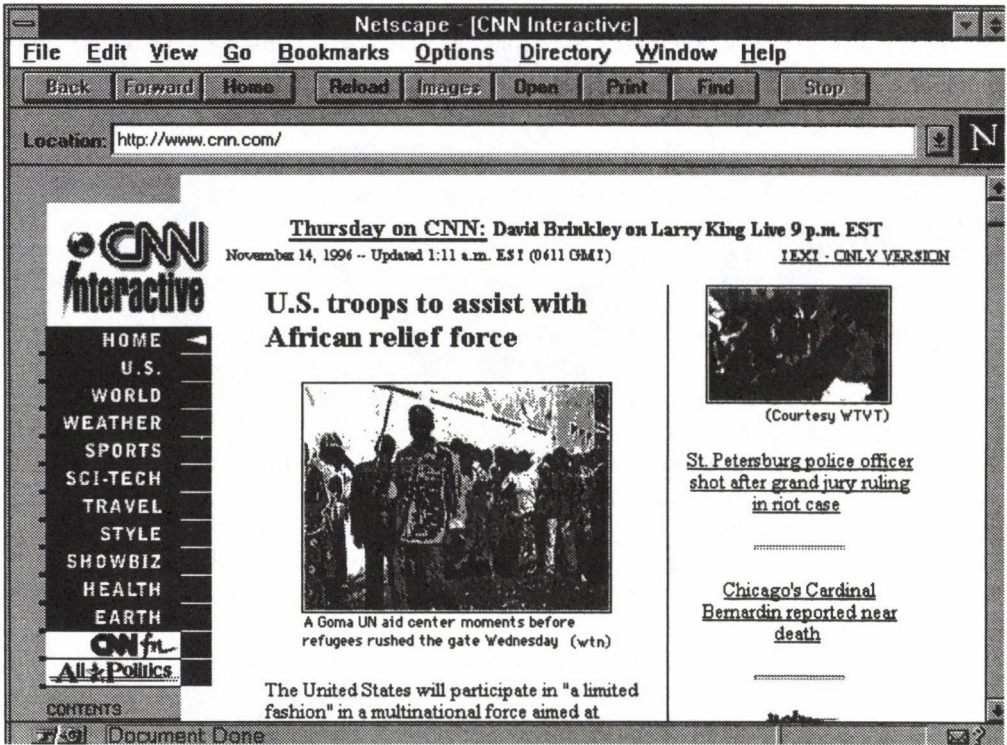 Netscape - [CNN Interactive]
File Edit View Go Bookmarks Options Directory Window Help
Back Forward Home Reload Images Open Print Find Stop
Location: http://www.cnn.com/
N
CNN
Interactive
HOME
U.S.
WORLD
WEATHER
SPORTS
SCI-TECH
TRAVEL
STYLE
SHOWBIZ
HEALTH
EARTH
CNN fn
All Politics
CONTENTS
Thursday on CNN: David Brinkley on Larry King Live 9 p.m. EST
November 14, 1996 -- Updated 1:11 a.m. EST (0611 GMT)
TEXT - ONLY VERSION
U.S. troops to assist with
African relief force
A Goma UN aid center moments before
refugees rushed the gate Wednesday (wtn)
The United States will participate in "a limited
fashion" in a multinational force aimed at
(Courtesy WTVT)
St. Petersburg police officer
shot after grand jury ruling
in riot case
Chicago's Cardinal
Bernardin reported near
death
Document Done